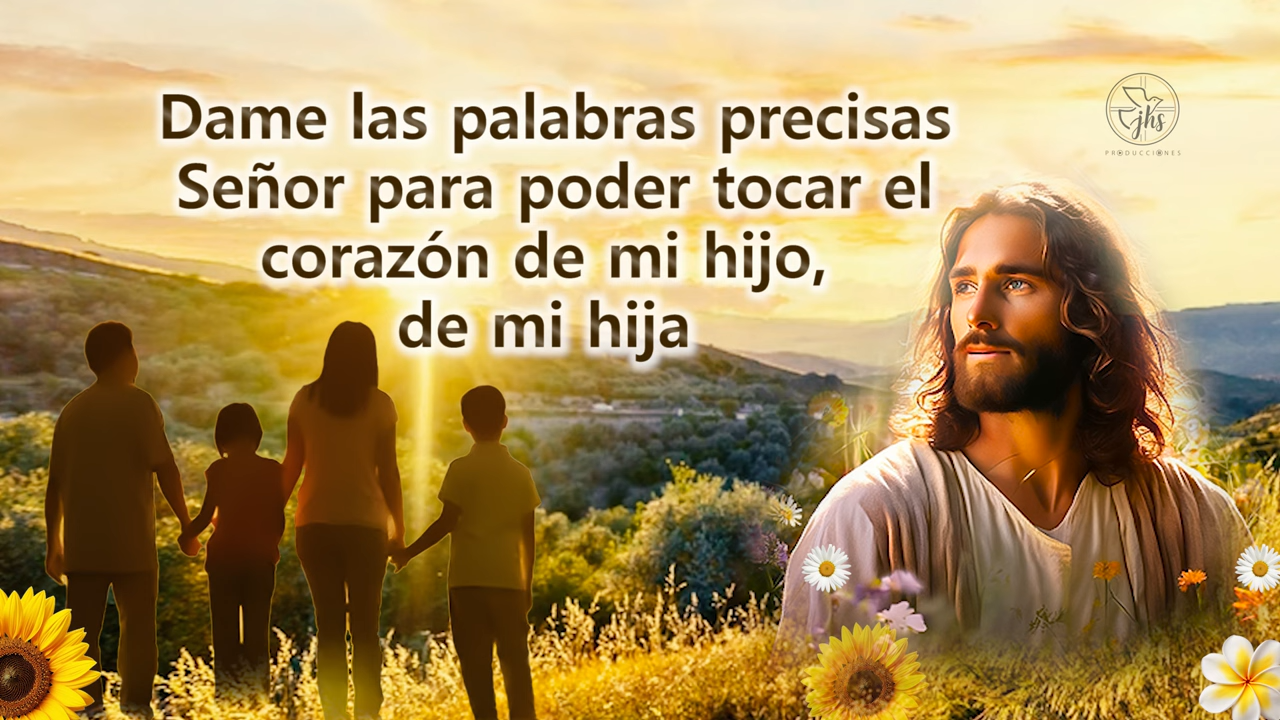 Dame las palabras precisas
Señor para poder tocar el
corazón de mi hijo,
de mi hija
jhs
PRODUCCIONES